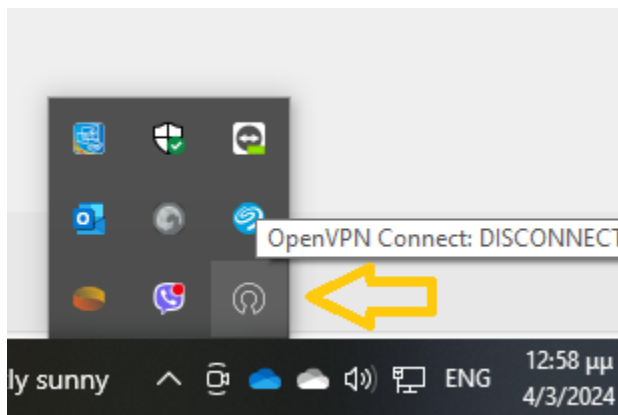 OpenVPN Connect: DISCONNECT
ly sunny
ENG
12:58 μμ
4/3/2024